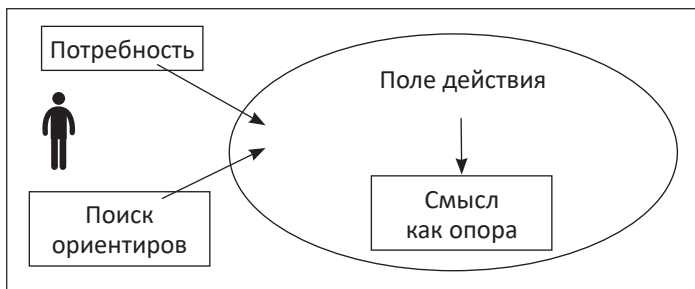 Потребность
Поле действия
Поиск
ориентиров
Смысл
как опора